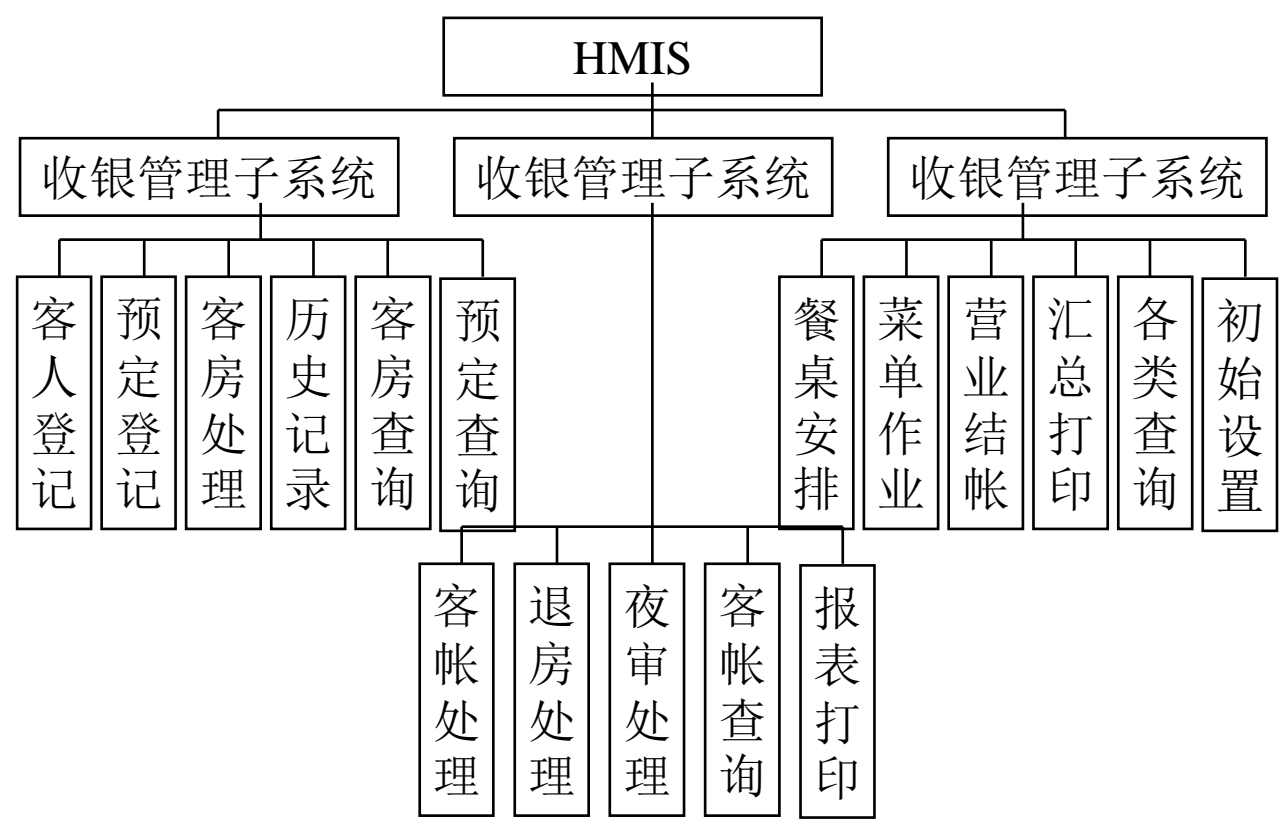 HMIS
收银管理子系统
收银管理子系统
收银管理子系统
客人登记
预定登记
客房处理
历史记录
客房查询
预定查询
餐桌安排
菜单作业
营业结帐
汇总打印
各类查询
初始设置
客帐处理
退房处理
夜审处理
客帐查询
报表打印